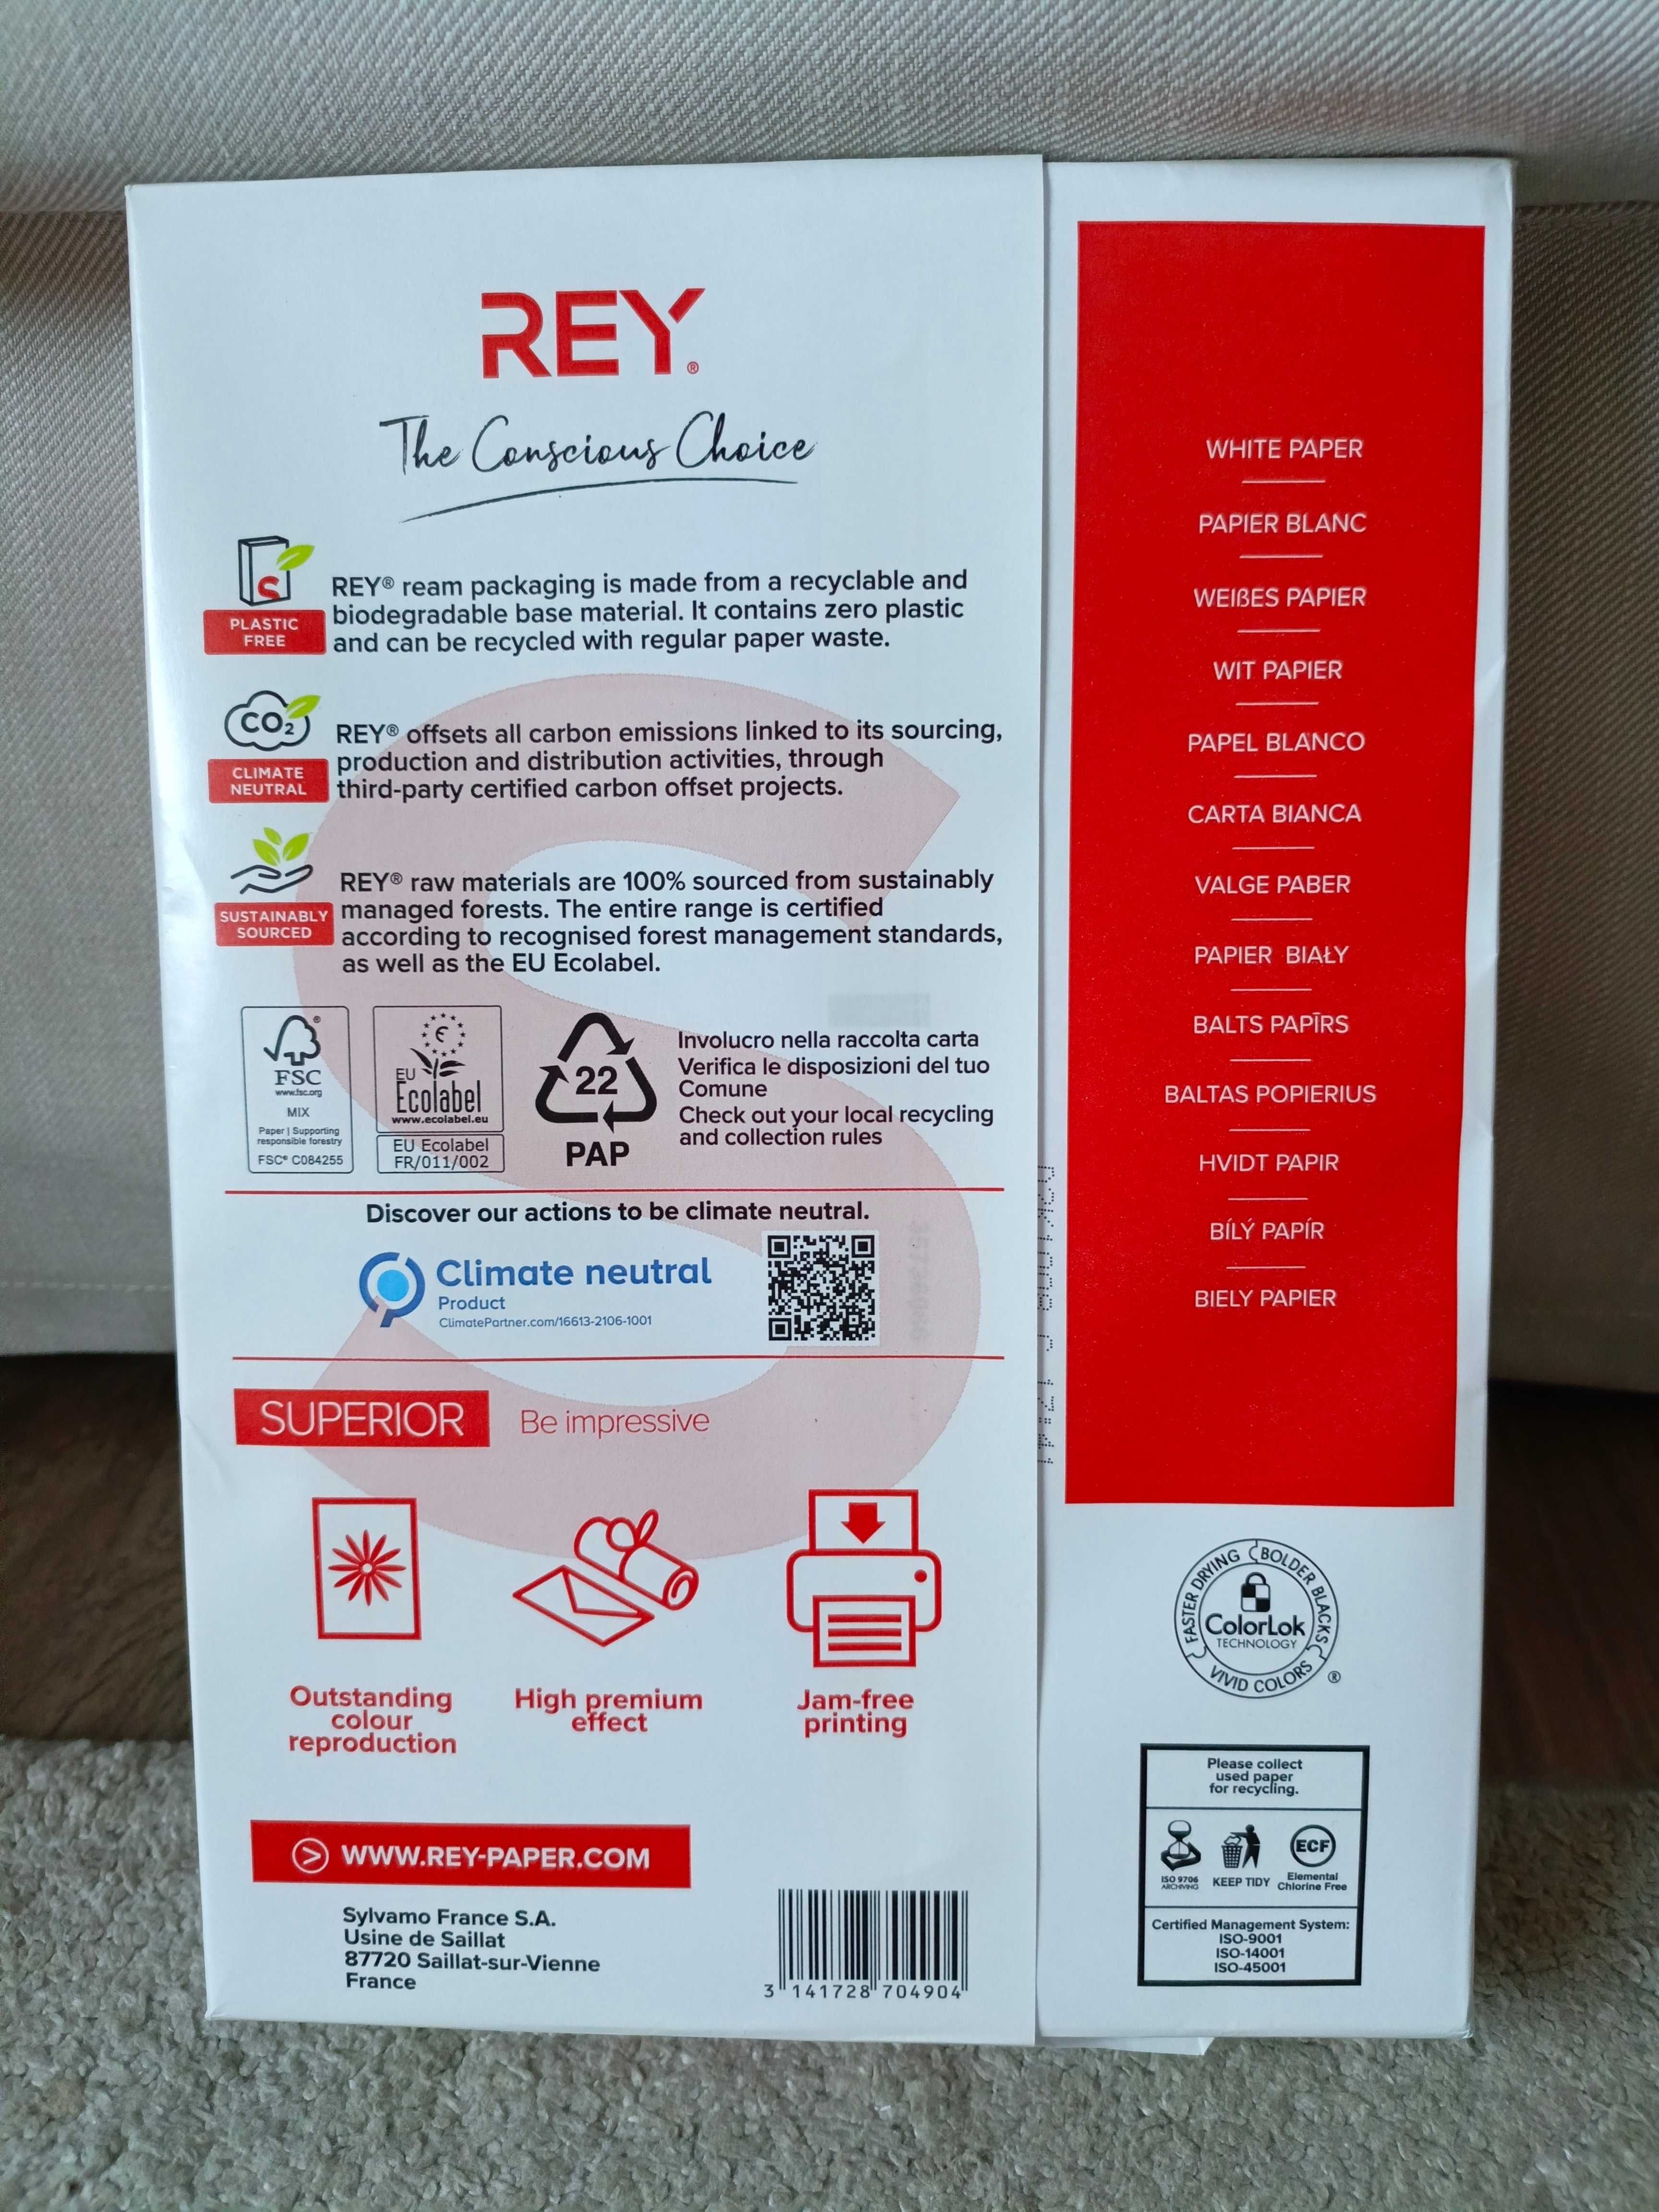 REY®
The Conscious Choice
PLASTIC
FREE
REY® ream packaging is made from a recyclable and
biodegradable base material. It contains zero plastic
and can be recycled with regular paper waste.
CO2
CLIMATE
NEUTRAL
REY® offsets all carbon emissions linked to its sourcing,
production and distribution activities, through
third-party certified carbon offset projects.
SUSTAINABLY
SOURCED
REY® raw materials are 100% sourced from sustainably
managed forests. The entire range is certified
according to recognised forest management standards,
as well as the EU Ecolabel.
®
FSC
www.fsc.org
MIX
Paper | Supporting
responsible forestry
FSC® C084255
EU
Ecolabel
www.ecolabel.eu
EU Ecolabel
FR/011/002
22
PAP
Involucro nella raccolta carta
Verifica le disposizioni del tuo
Comune
Check out your local recycling
and collection rules
Discover our actions to be climate neutral.
Climate neutral
Product
ClimatePartner.com/16613-2106-1001
SUPERIOR
Be impressive
Outstanding
colour
reproduction
High premium
effect
Jam-free
printing
WWW.REY-PAPER.COM
Sylvamo France S.A.
Usine de Saillat
87720 Saillat-sur-Vienne
France
3 141728 704904
WHITE PAPER
PAPIER BLANC
WEIßES PAPIER
WIT PAPIER
PAPEL BLANCO
CARTA BIANCA
VALGE PABER
PAPIER BIAŁY
BALTS PAPĪRS
BALTAS POPIERIUS
HVIDT PAPIR
BÍLÝ PAPÍR
BIELY PAPIER
FASTER DRYING
BOLDER BLACKS
VIVID COLORS
ColorLok
TECHNOLOGY
®
Please collect
used paper
for recycling.
ISO 9706
ARCHIVING
KEEP TIDY
ECF
Elemental
Chlorine Free
Certified Management System:
ISO-9001
ISO-14001
ISO-45001